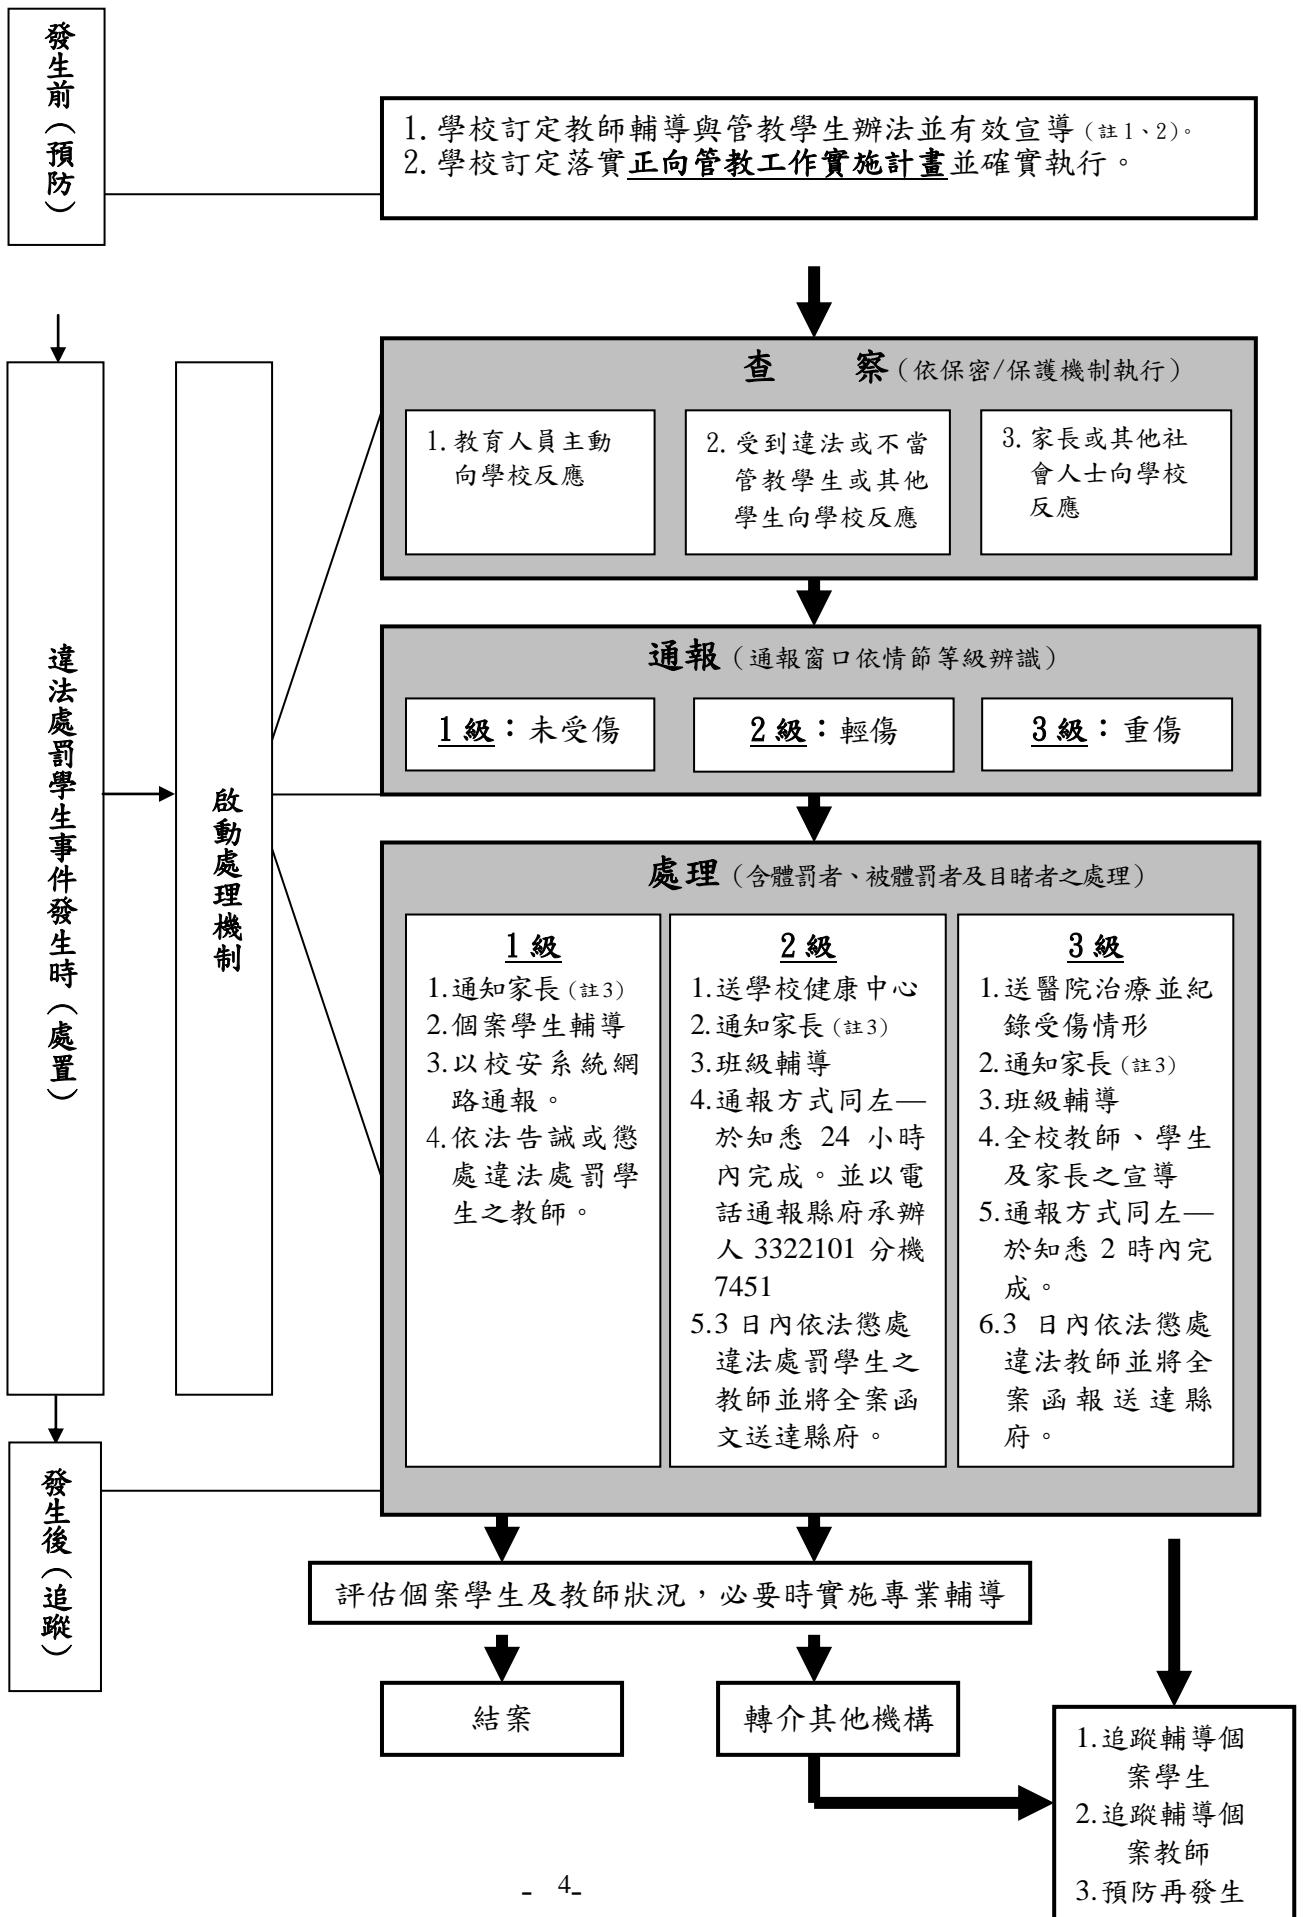 發生前（預防）
1. 學校訂定教師輔導與管教學生辦法並有效宣導（註1、2）。
2. 學校訂定落實正向管教工作實施計畫並確實執行。
查　　察（依保密/保護機制執行）
1. 教育人員主動
向學校反應
2. 受到違法或不當
管教學生或其他
學生向學校反應
3. 家長或其他社
會人士向學校
反應
違法處罰學生事件發生時（處置）
啟動處理機制
通報（通報窗口依情節等級辨識）
1 級：未受傷
2 級：輕傷
3 級：重傷
處理（含體罰者、被體罰者及目睹者之處理）
1 級
1.通知家長（註3）
2.個案學生輔導
3.以校安系統網
路通報。
4.依法告誡或懲
處違法處罰學
生之教師。
2 級
1.送學校健康中心
2.通知家長（註3）
3.班級輔導
4.通報方式同左—
於知悉 24 小時
內完成。並以電
話通報縣府承辦
人 3322101 分機
7451
5.3 日內依法懲處
違法處罰學生之
教師並將全案函
文送達縣府。
3 級
1.送醫院治療並紀
錄受傷情形
2.通知家長（註3）
3.班級輔導
4.全校教師、學生
及家長之宣導
5.通報方式同左—
於知悉 2 時內完
成。
6.3 日內依法懲處
違法教師並將全
案函報送達縣
府。
發生後（追蹤）
評估個案學生及教師狀況，必要時實施專業輔導
結案
轉介其他機構
1.追蹤輔導個
案學生
2.追蹤輔導個
案教師
3.預防再發生
- 4-